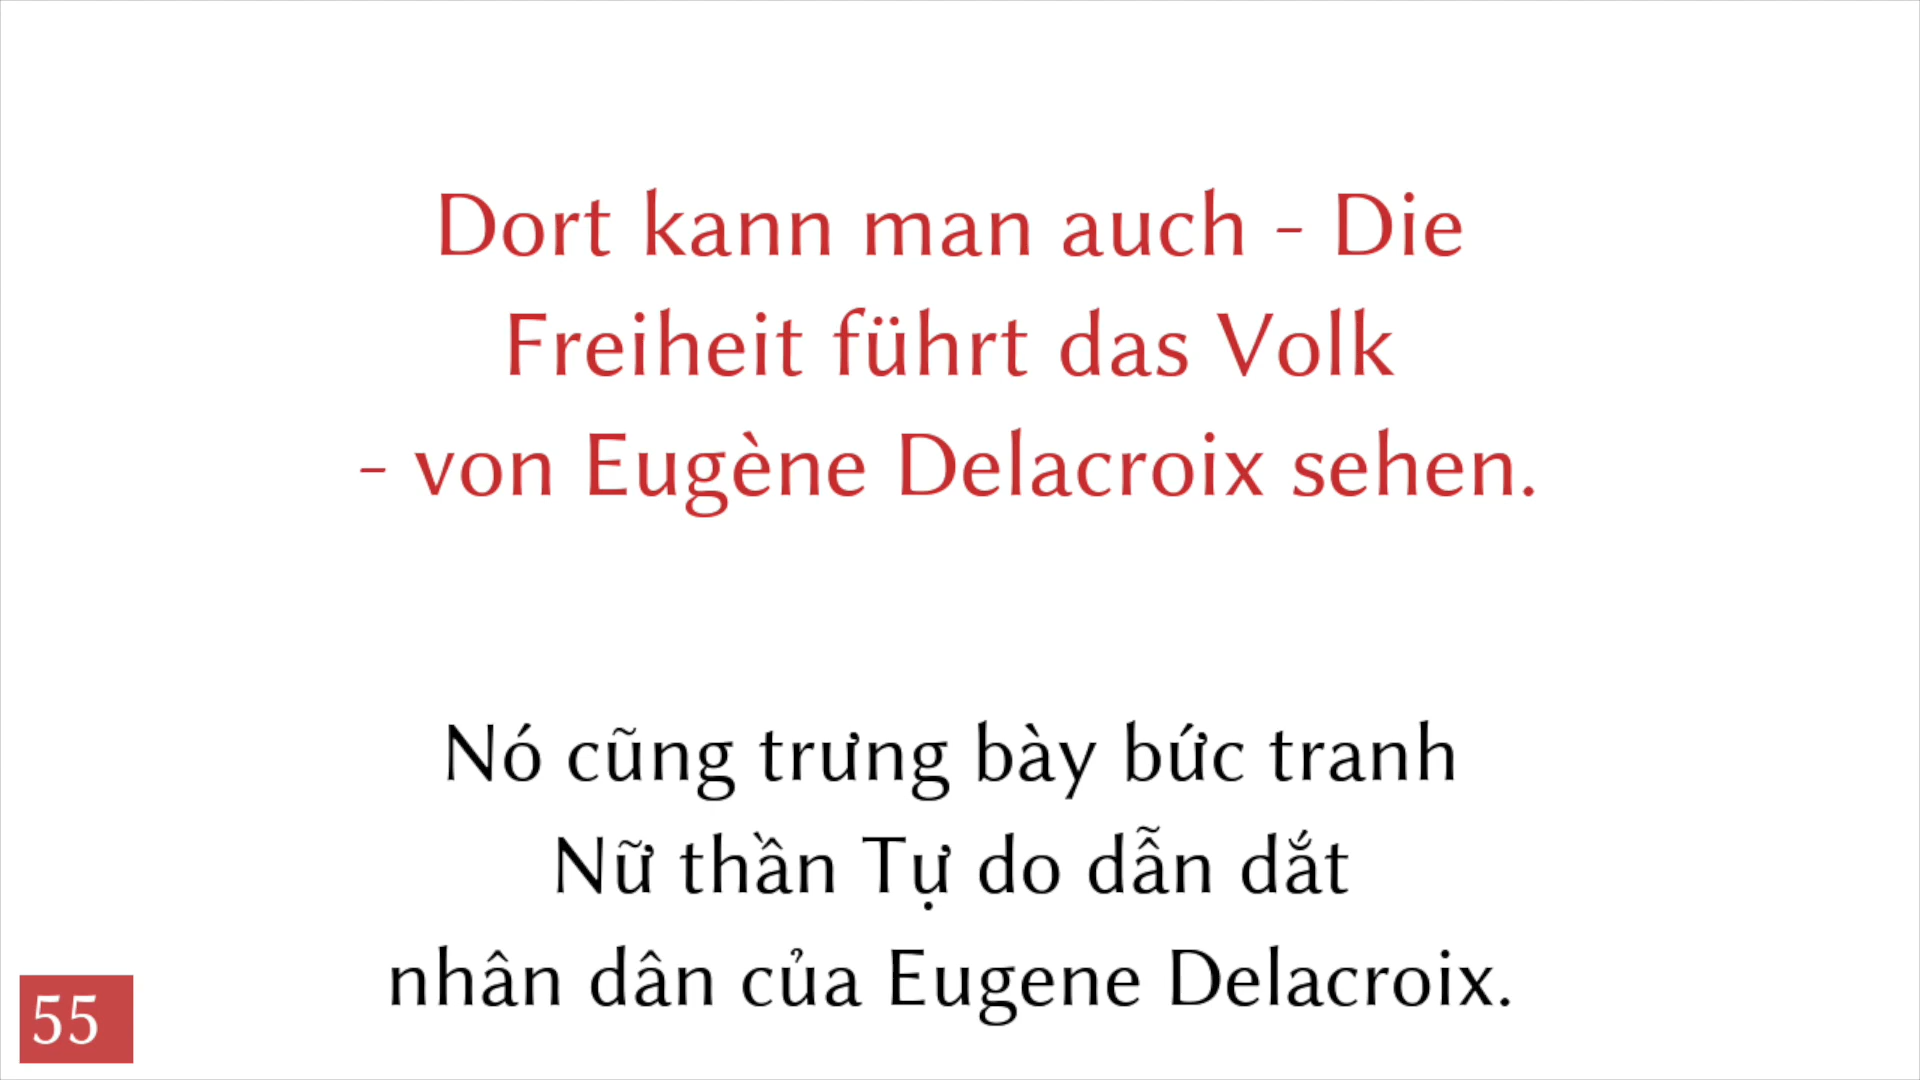 Dort kann man auch - Die
Freiheit führt das Volk
- von Eugène Delacroix sehen.
Nó cũng trưng bày bức tranh
Nữ thần Tự do dẫn dắt
nhân dân của Eugene Delacroix.
55